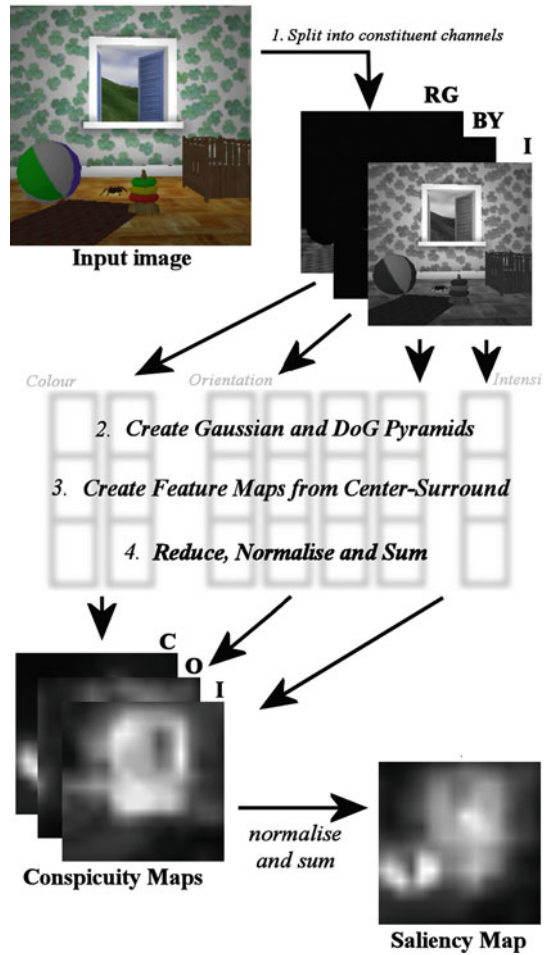 1. Split into constituent channels
RG
BY
I
Input image
Colour
Orientation
Intensi
2. Create Gaussian and DoG Pyramids
3. Create Feature Maps from Center-Surround
4. Reduce, Normalise and Sum
C
O
I
normalise
and sum
Conspicuity Maps
Saliency Map